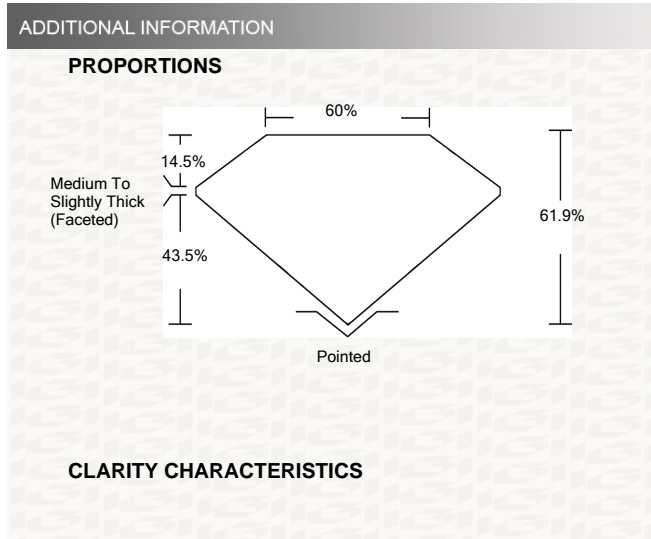 ADDITIONAL INFORMATION
PROPORTIONS
60%
14.5%
Medium To
Slightly Thick
(Faceted)
61.9%
43.5%
Pointed
CLARITY CHARACTERISTICS